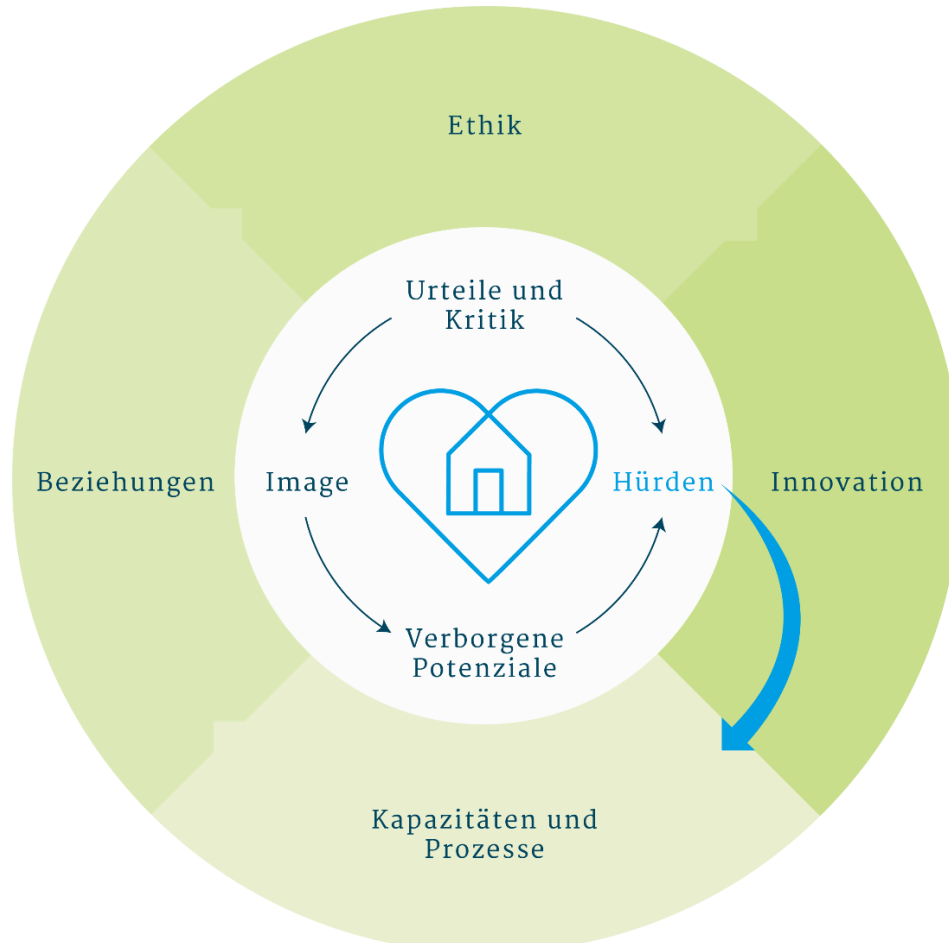 Ethik
Urteile und
Kritik
Beziehungen
Image
Hürden
Innovation
Verborgene
Potenziale
Kapazitäten und
Prozesse